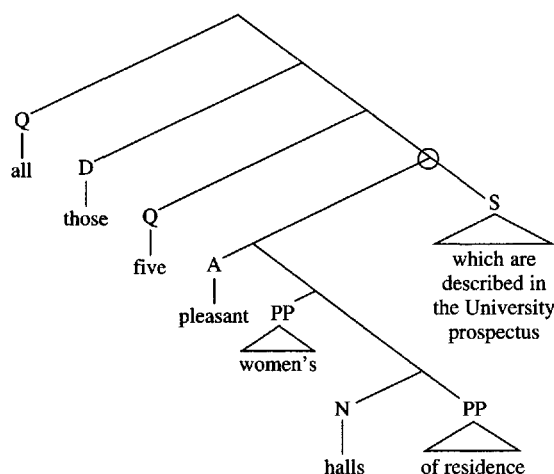 Q
all
D
those
Q
five
S
which are
described in
the University
prospectus
A
pleasant
PP
women's
N
halls
PP
of residence